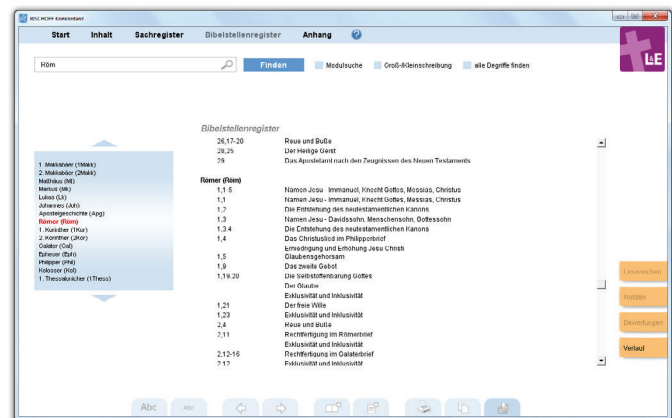 BISCHOFF Konkordanz
Start Inhalt Sachregister Bibelstellenregister Anhang ?
Röm Finden Modulsuche Groß-/Kleinschreibung alle Begriffe finden
L&E
Bibelstellenregister
26,17-20 Reue und Buße
28,25 Der Heilige Geist
29 Das Apostelamt nach den Zeugnissen des Neuen Testaments
Römer (Röm)
1,1-5 Namen Jesu - Immanuel, Knecht Gottes, Messias, Christus
1,1 Namen Jesu - Immanuel, Knecht Gottes, Messias, Christus
1,2 Die Entstehung des neutestamentlichen Kanons
1,3 Namen Jesu - Davidssohn, Menschensohn, Gottessohn
1,3.4 Die Entstehung des neutestamentlichen Kanons
1,4 Das Christuslied im Philipperbrief
Erniedrigung und Erhöhung Jesu Christi
1,5 Glaubensgehorsam
1,9 Das zweite Gebot
1,19.20 Die Selbstoffenbarung Gottes
Der Glaube
Exklusivität und Inklusivität
1,21 Der freie Wille
1,23 Exklusivität und Inklusivität
2,4 Reue und Buße
2,11 Rechtfertigung im Römerbrief
Exklusivität und Inklusivität
2,12-16 Rechtfertigung im Galaterbrief
2,12 Exklusivität und Inklusivität
1. Makkabäer (1Makk)
2. Makkabäer (2Makk)
Matthäus (Mt)
Markus (Mk)
Lukas (Lk)
Johannes (Joh)
Apostelgeschichte (Apg)
Römer (Röm)
1. Korinther (1Kor)
2. Korinther (2Kor)
Galater (Gal)
Epheser (Eph)
Philipper (Phil)
Kolosser (Kol)
1. Thessalonicher (1Thess)
Lesezeichen
Notizen
Bewertungen
Verlauf
Abc Abc